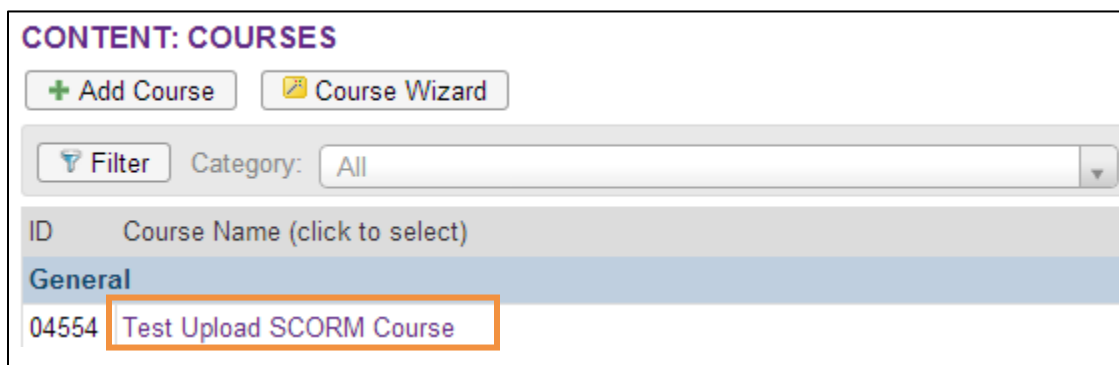 CONTENT: COURSES
Add Course Course Wizard
Filter Category: All
ID Course Name (click to select)
General
04554 Test Upload SCORM Course